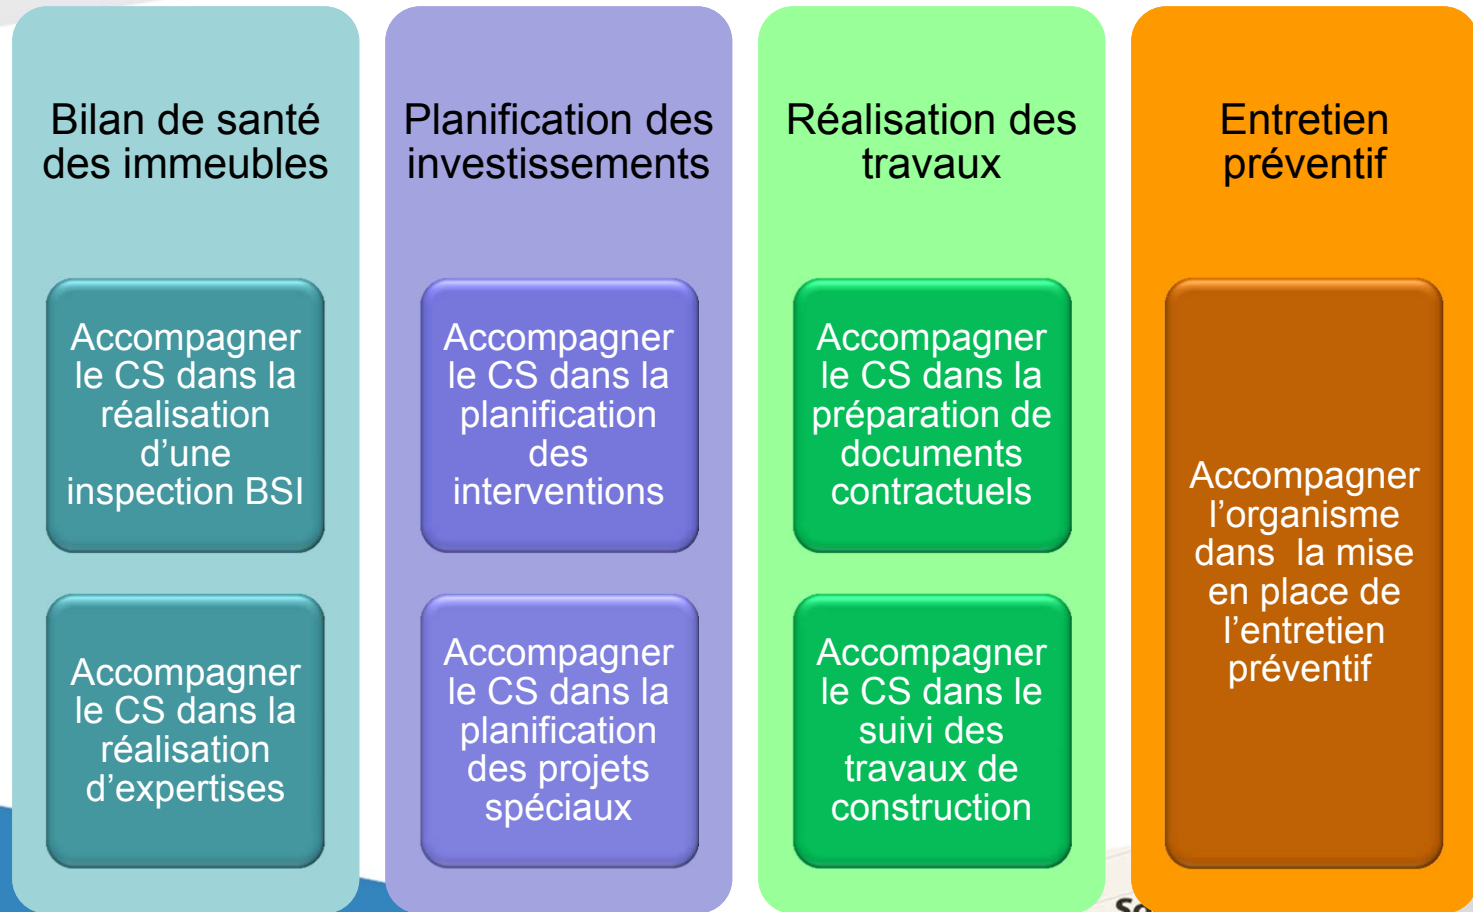 Bilan de santé
des immeubles
Accompagner
le CS dans la
réalisation
d’une
inspection BSI
Accompagner
le CS dans la
réalisation
d’expertises
Planification des
investissements
Accompagner
le CS dans la
planification
des
interventions
Accompagner
le CS dans la
planification
des projets
spéciaux
Réalisation des
travaux
Accompagner
le CS dans la
préparation de
documents
contractuels
Accompagner
le CS dans le
suivi des
travaux de
construction
Entretien
préventif
Accompagner
l’organisme
dans  la mise
en place de
l’entretien
préventif